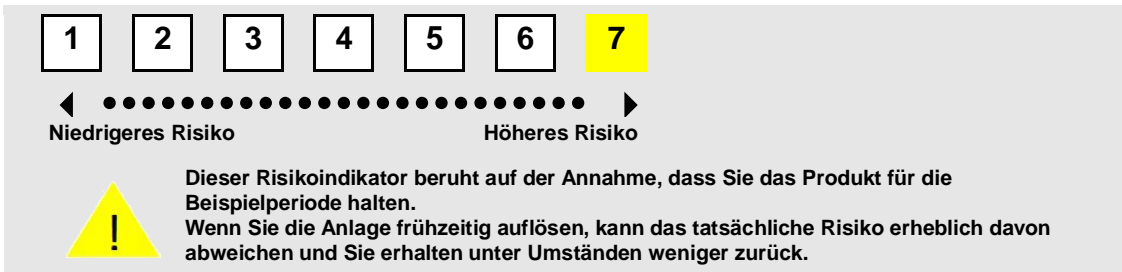 1 2 3 4 5 6 7
Niedrigeres Risiko Höheres Risiko
Dieser Risikoindikator beruht auf der Annahme, dass Sie das Produkt für die
Beispielperiode halten.
Wenn Sie die Anlage frühzeitig auflösen, kann das tatsächliche Risiko erheblich davon
abweichen und Sie erhalten unter Umständen weniger zurück.
!